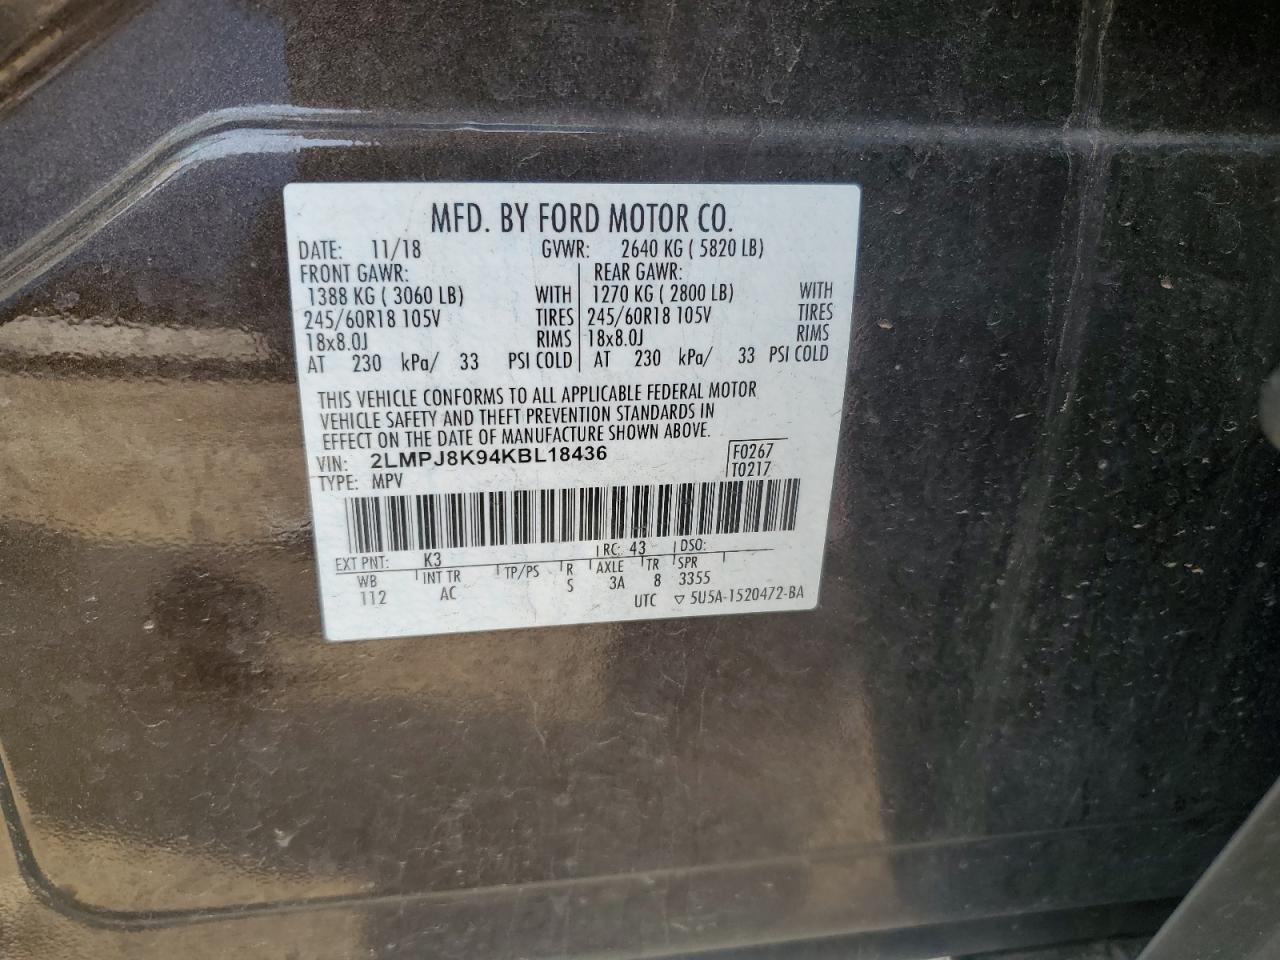 MFD. BY FORD MOTOR CO.
DATE: 11/18 GVWR: 2640 KG ( 5820 LB)
FRONT GAWR: REAR GAWR:
1388 KG ( 3060 LB) WITH 1270 KG ( 2800 LB) WITH
245/60R18 105V TIRES 245/60R18 105V TIRES
18x8.0J RIMS 18x8.0J RIMS
AT 230 kPa/ 33 PSI COLD AT 230 kPa/ 33 PSI COLD
THIS VEHICLE CONFORMS TO ALL APPLICABLE FEDERAL MOTOR
VEHICLE SAFETY AND THEFT PREVENTION STANDARDS IN
EFFECT ON THE DATE OF MANUFACTURE SHOWN ABOVE.
VIN: 2LMPJ8K94KBL18436 F0267
TYPE: MPV T0217
EXT PNT: K3 RC: 43 DSO:
WB INT TR TP/PS R AXLE TR SPR
112 AC S 3A 8 3355
UTC ▽ 5U5A-1520472-BA